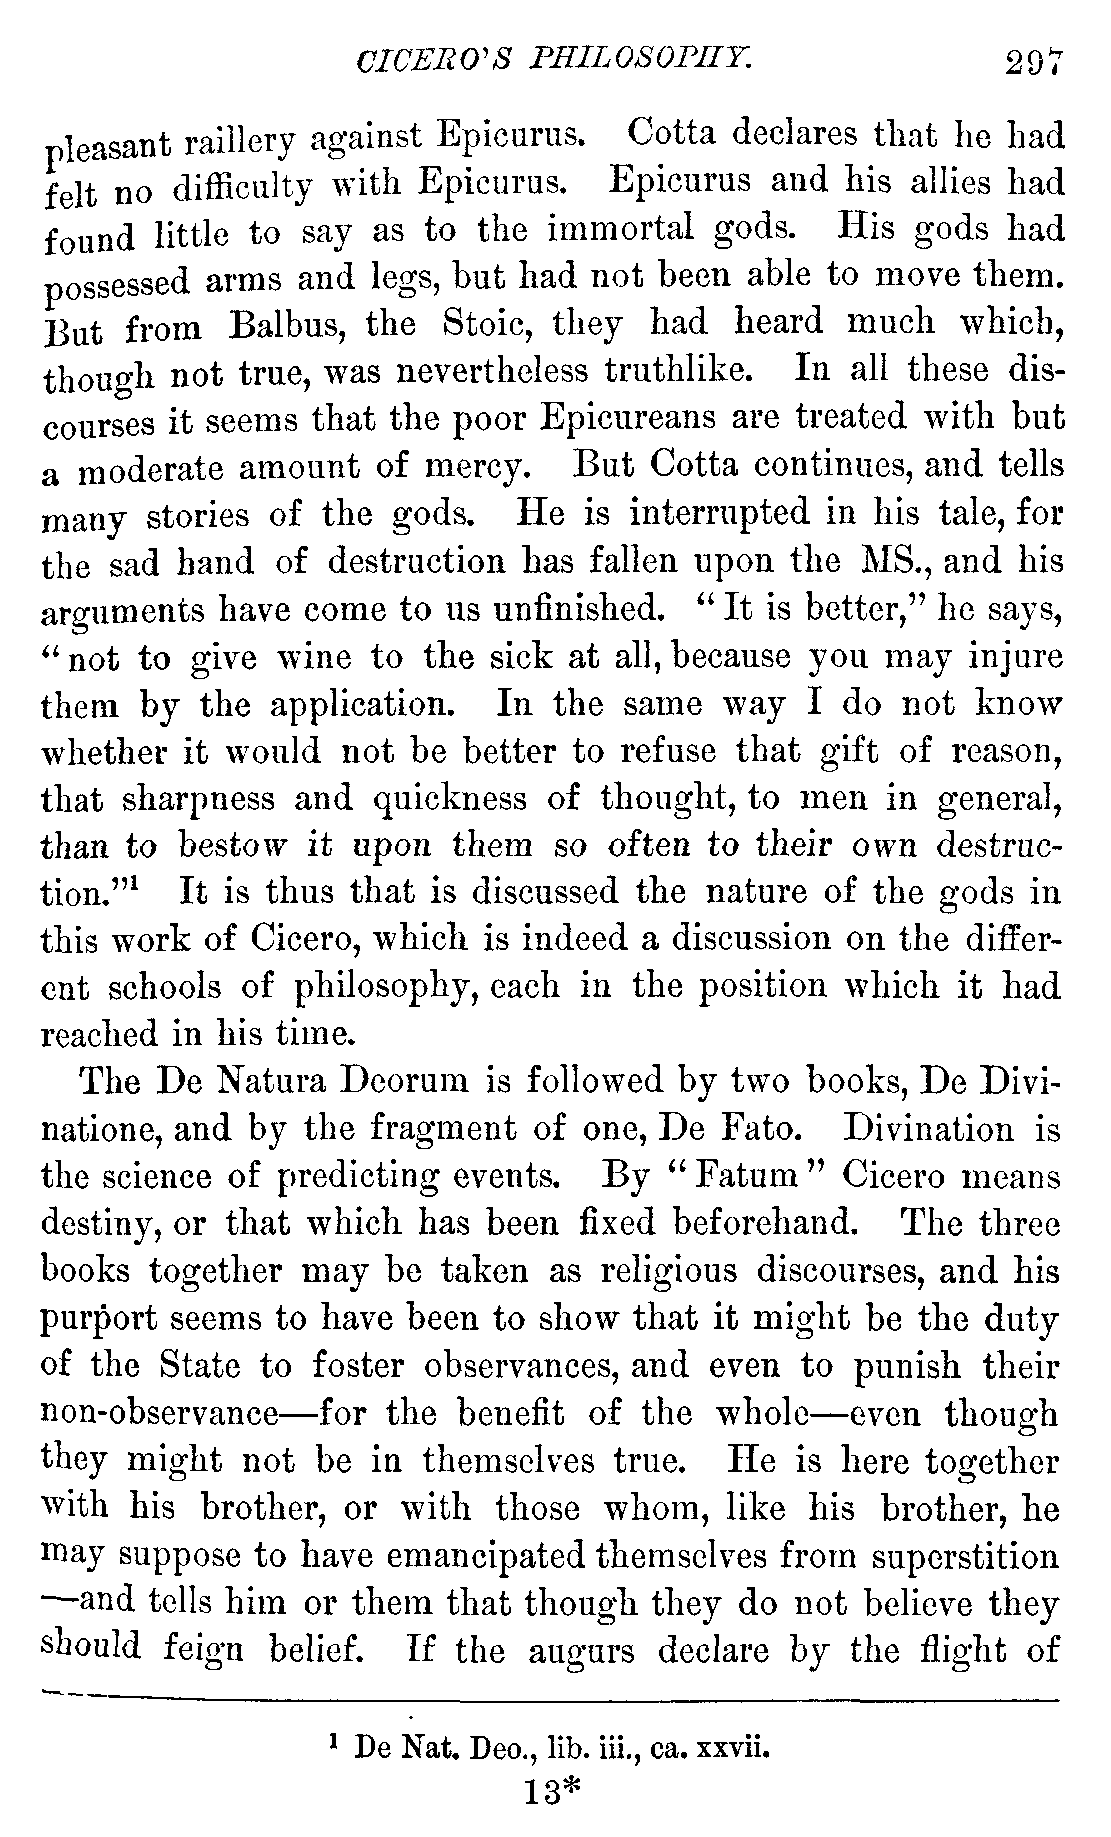 CICERO'S PHILOSOPHY. 297
pleasant raillery against Epicurus. Cotta declares that he had
felt no difficulty with Epicurus. Epicurus and his allies had
found little to say as to the immortal gods. His gods had
possessed arms and legs, but had not been able to move them.
But from Balbus, the Stoic, they had heard much which,
though not true, was nevertheless truthlike. In all these dis-
courses it seems that the poor Epicureans are treated with but
a moderate amount of mercy. But Cotta continues, and tells
many stories of the gods. He is interrupted in his tale, for
the sad hand of destruction has fallen upon the MS., and his
arguments have come to us unfinished. "It is better," he says,
"not to give wine to the sick at all, because you may injure
them by the application. In the same way I do not know
whether it would not be better to refuse that gift of reason,
that sharpness and quickness of thought, to men in general,
than to bestow it upon them so often to their own destruc-
tion."¹ It is thus that is discussed the nature of the gods in
this work of Cicero, which is indeed a discussion on the differ-
ent schools of philosophy, each in the position which it had
reached in his time.
The De Natura Deorum is followed by two books, De Divi-
natione, and by the fragment of one, De Fato. Divination is
the science of predicting events. By "Fatum" Cicero means
destiny, or that which has been fixed beforehand. The three
books together may be taken as religious discourses, and his
purport seems to have been to show that it might be the duty
of the State to foster observances, and even to punish their
non-observance—for the benefit of the whole—even though
they might not be in themselves true. He is here together
with his brother, or with those whom, like his brother, he
may suppose to have emancipated themselves from superstition
—and tells him or them that though they do not believe they
should feign belief. If the augurs declare by the flight of
¹ De Nat. Deo., lib. iii., ca. xxvii.
13*